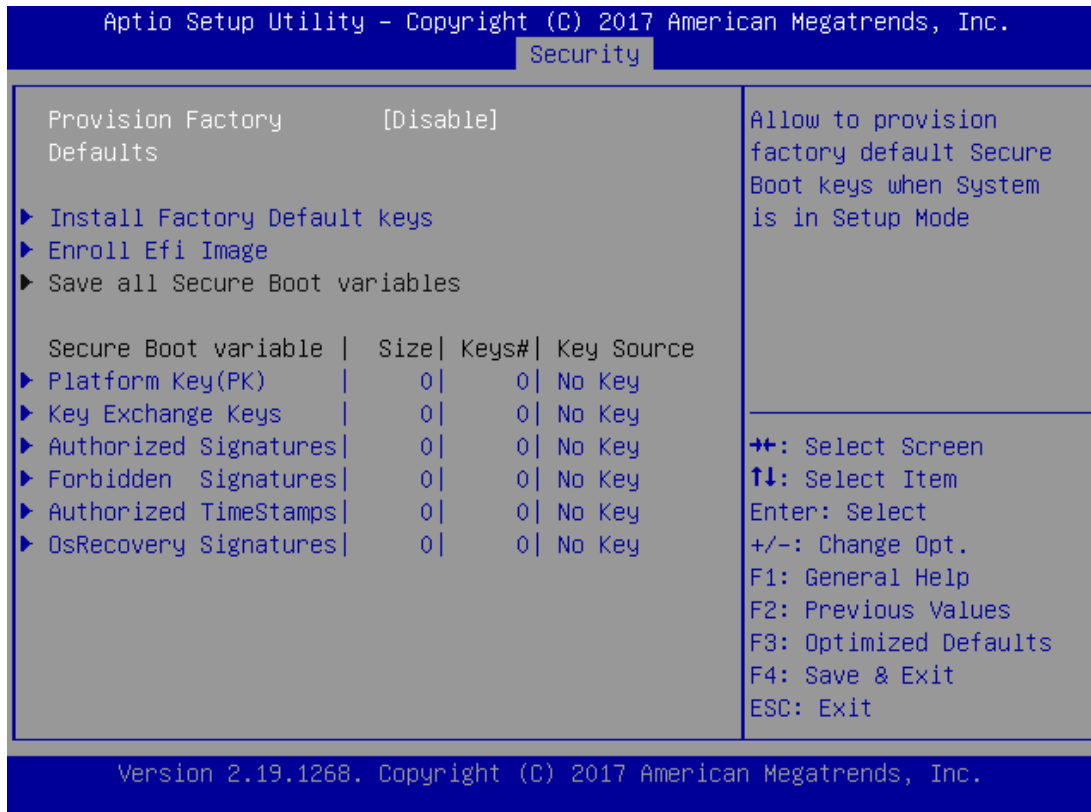 Aptio Setup Utility – Copyright (C) 2017 American Megatrends, Inc.
Security
Provision Factory [Disable]
Defaults
Install Factory Default keys
Enroll Efi Image
Save all Secure Boot variables
Secure Boot variable | Size| Keys#| Key Source
Platform Key(PK) | 0| 0| No Key
Key Exchange Keys | 0| 0| No Key
Authorized Signatures| 0| 0| No Key
Forbidden Signatures| 0| 0| No Key
Authorized TimeStamps| 0| 0| No Key
OsRecovery Signatures| 0| 0| No Key
Allow to provision
factory default Secure
Boot keys when System
is in Setup Mode
→←: Select Screen
↑↓: Select Item
Enter: Select
+/-: Change Opt.
F1: General Help
F2: Previous Values
F3: Optimized Defaults
F4: Save & Exit
ESC: Exit
Version 2.19.1268. Copyright (C) 2017 American Megatrends, Inc.